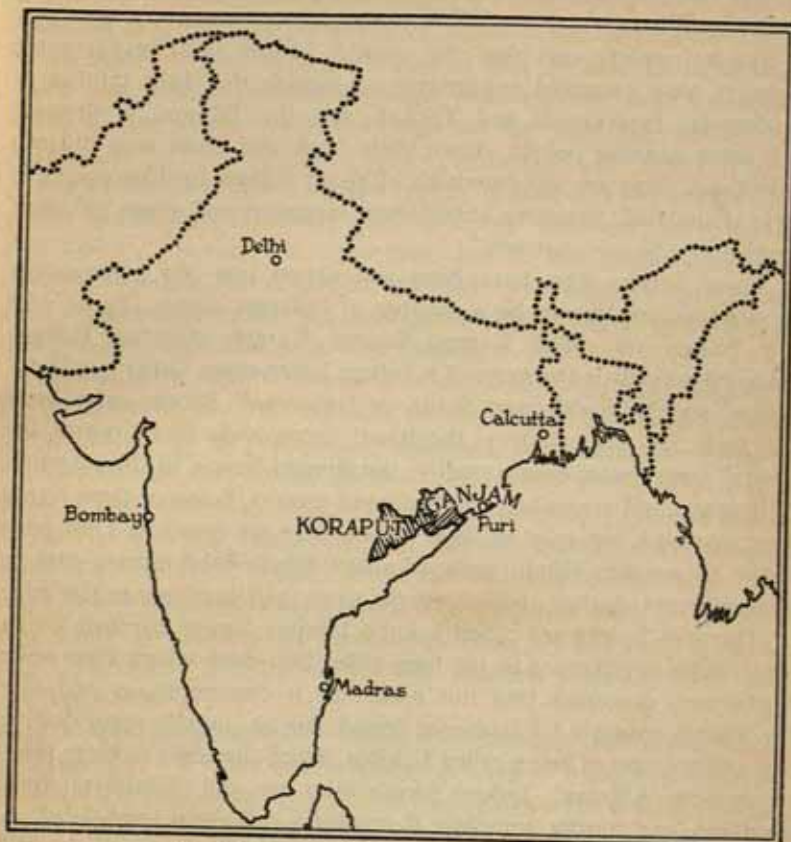 Delhi
Calcutta
GANJAM
Bombay
KORAPUT
Puri
Madras